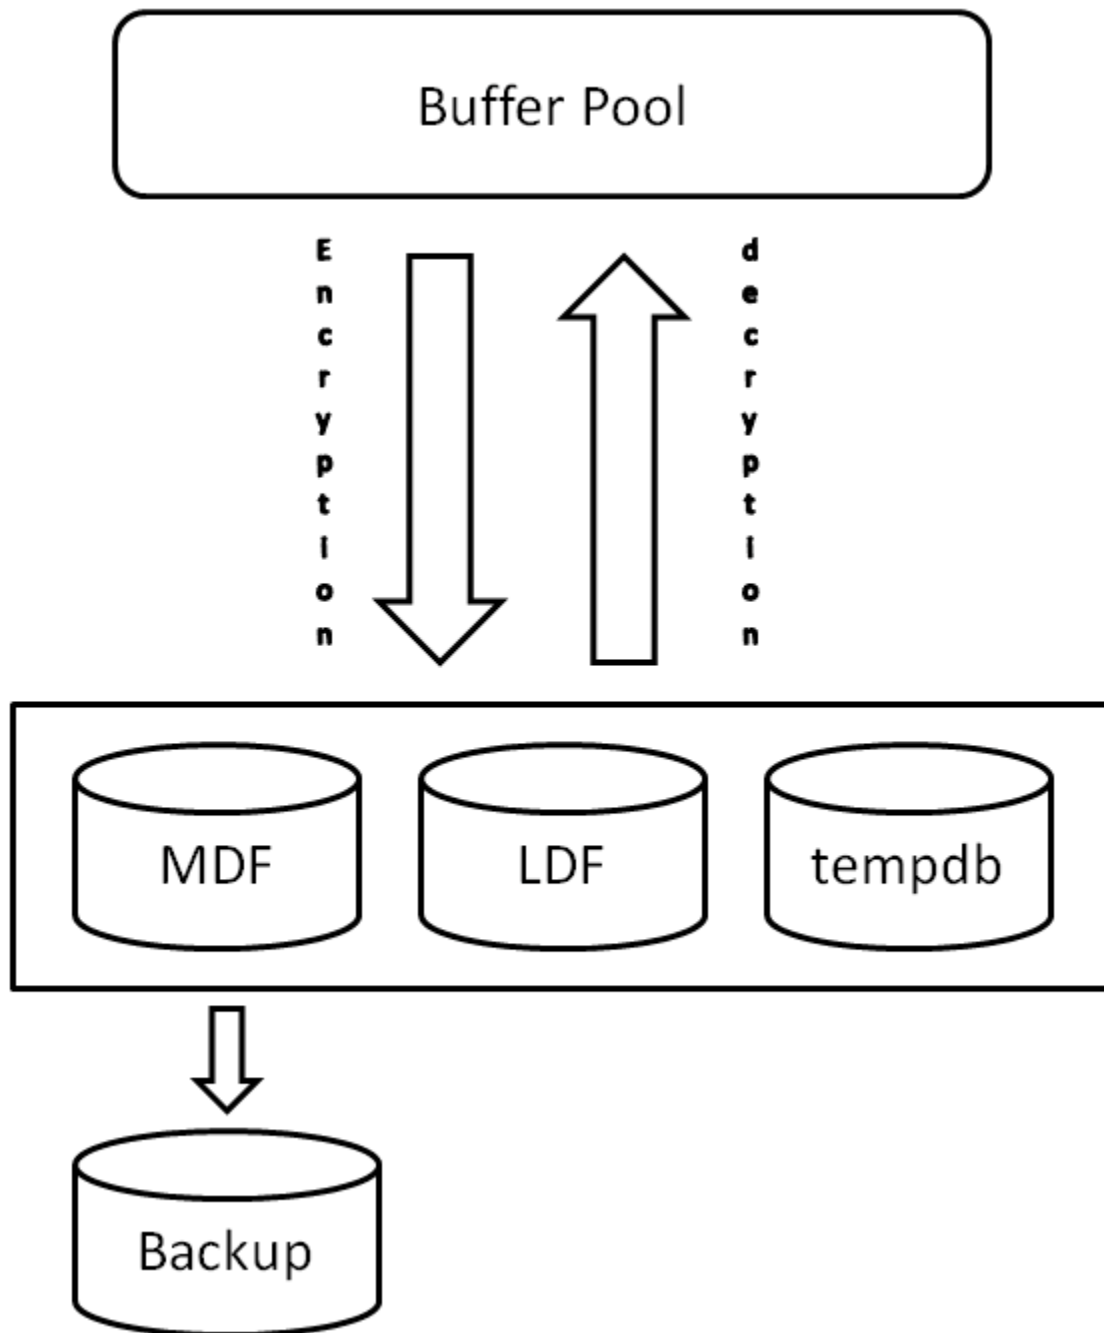 Buffer Pool
Encryption
decryption
MDF
LDF
tempdb
Backup